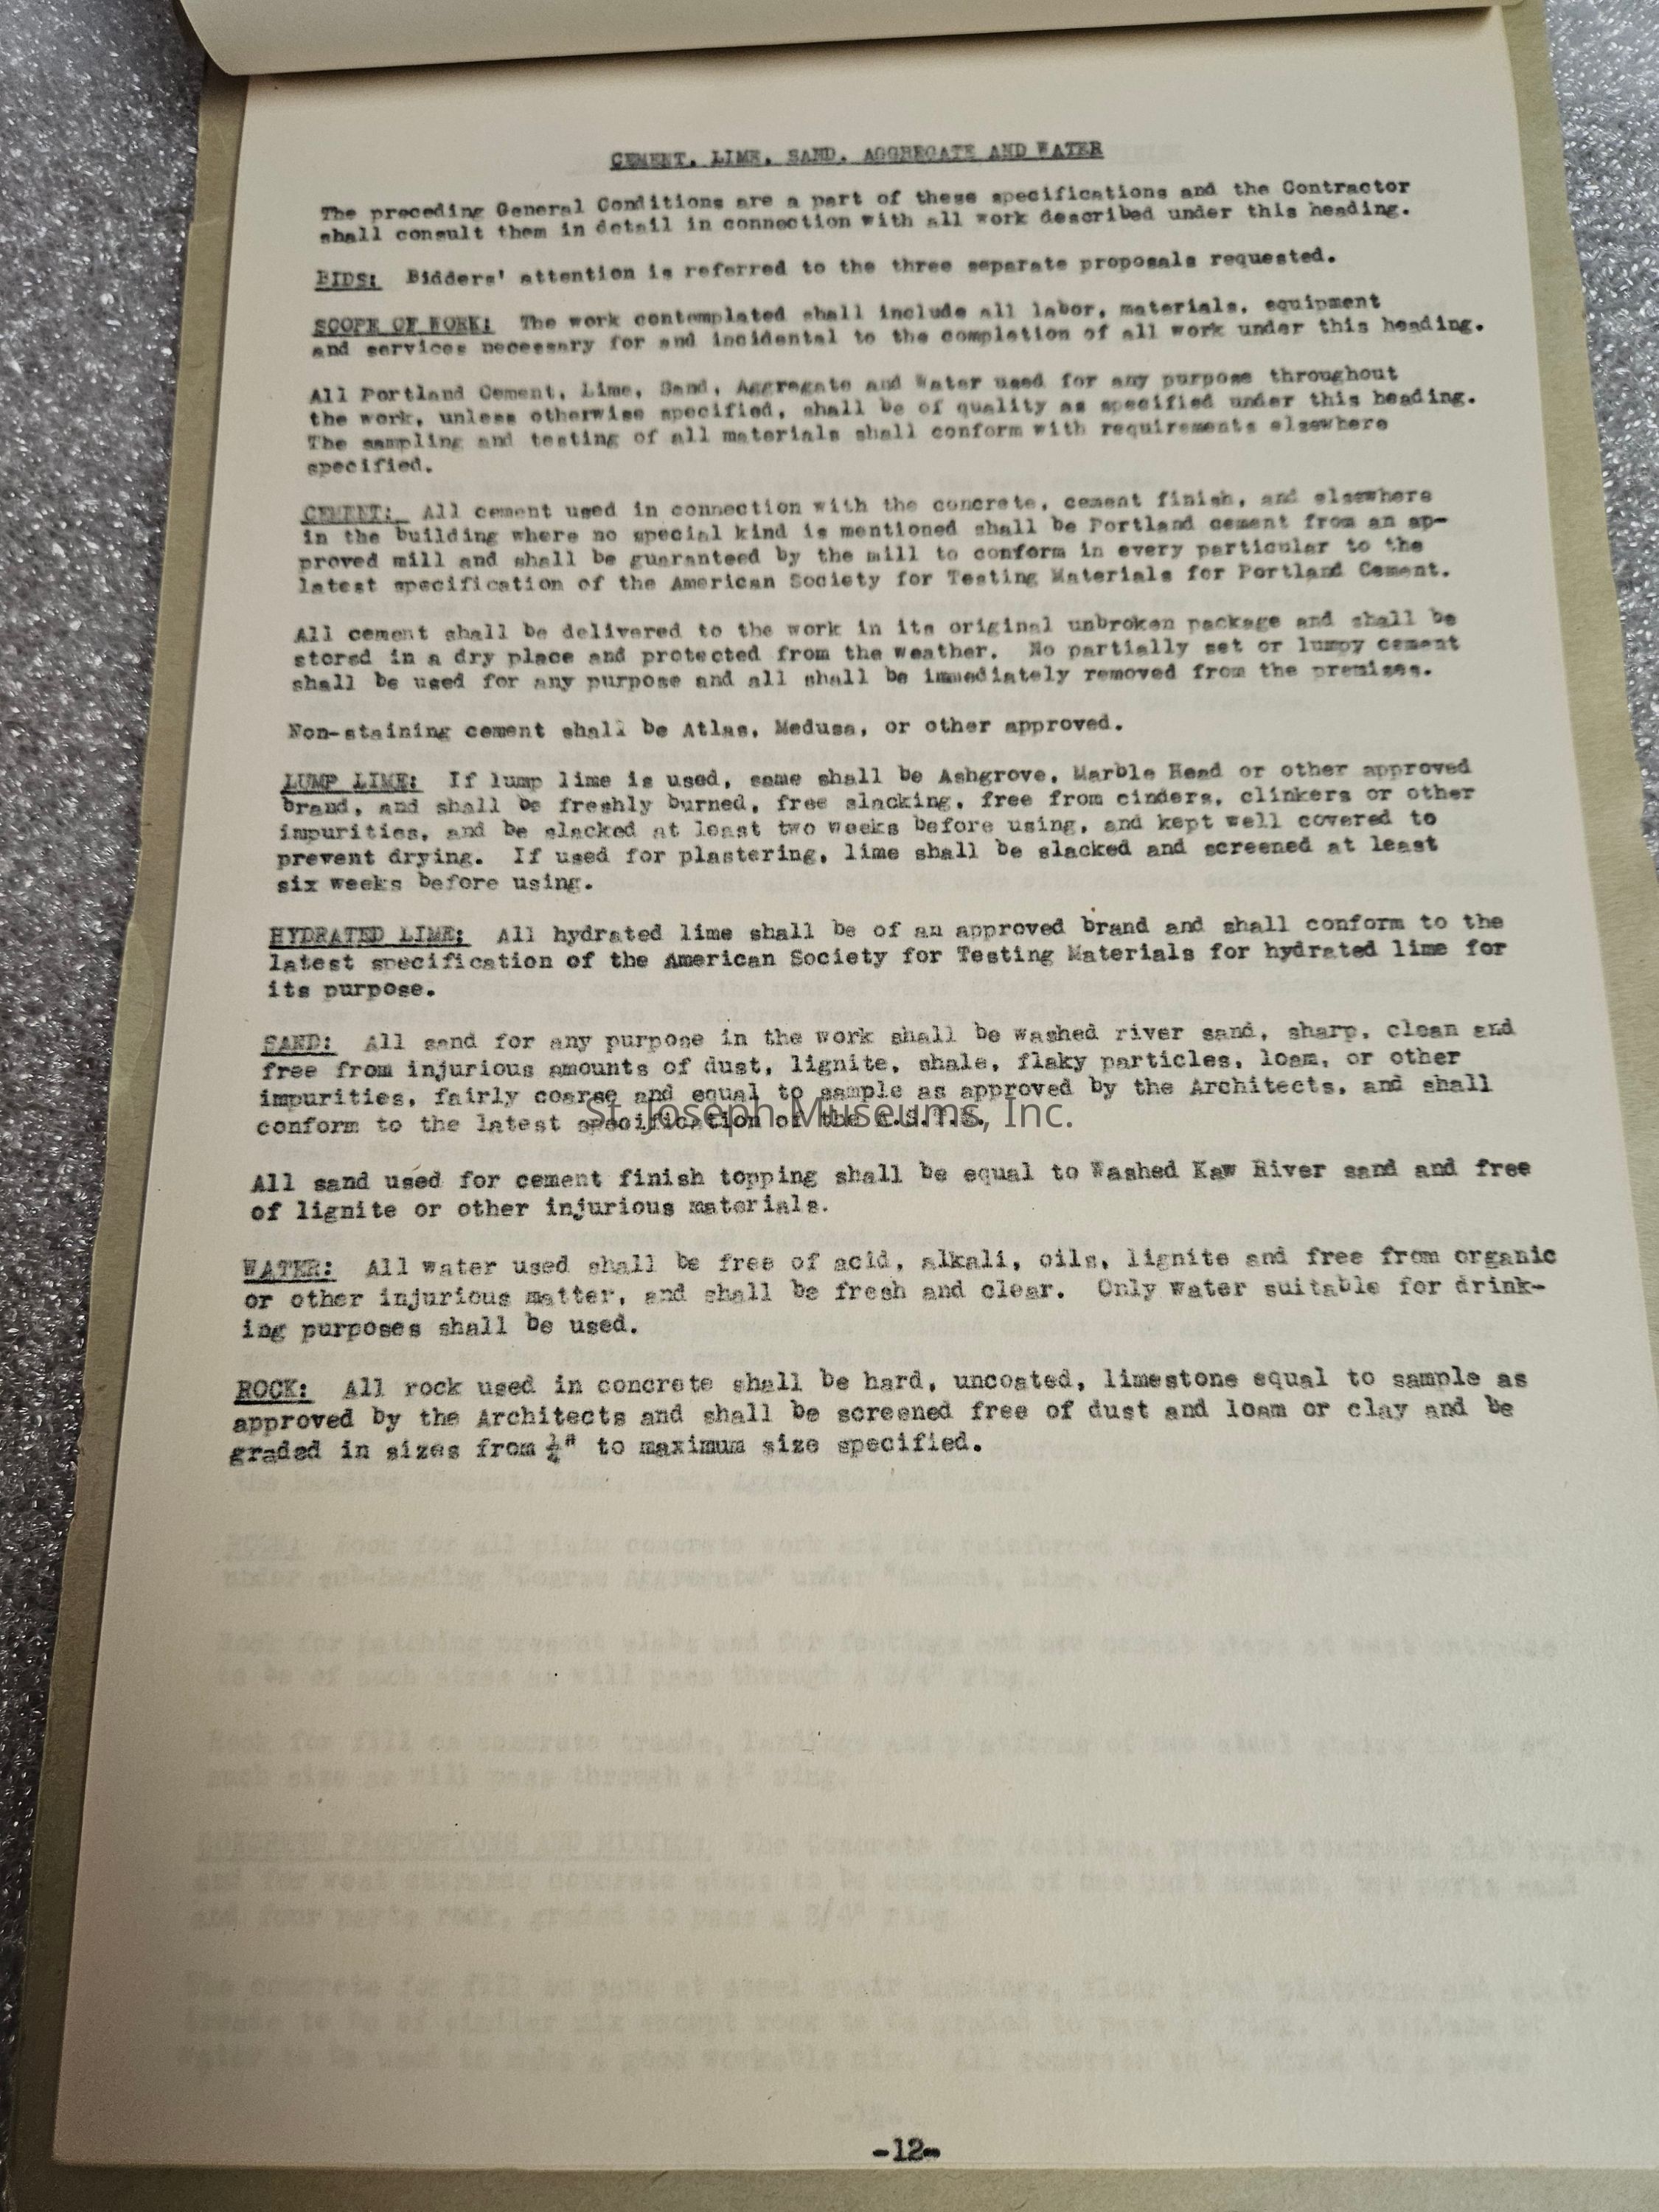 CEMENT, LIME, SAND, AGGREGATE AND WATER
The preceding General Conditions are a part of these specifications and the Contractor
shall consult them in detail in connection with all work described under this heading.
BIDS: Bidders' attention is referred to the three separate proposals requested.
SCOPE OF WORK: The work contemplated shall include all labor, materials, equipment
and services necessary for and incidental to the completion of all work under this heading.
All Portland Cement, Lime, Sand, Aggregate and Water used for any purpose throughout
the work, unless otherwise specified, shall be of quality as specified under this heading.
The sampling and testing of all materials shall conform with requirements elsewhere
specified.
CEMENT: All cement used in connection with the concrete, cement finish, and elsewhere
in the building where no special kind is mentioned shall be Portland cement from an ap-
proved mill and shall be guaranteed by the mill to conform in every particular to the
latest specification of the American Society for Testing Materials for Portland Cement.
All cement shall be delivered to the work in its original unbroken package and shall be
stored in a dry place and protected from the weather. No partially set or lumpy cement
shall be used for any purpose and all shall be immediately removed from the premises.
Non-staining cement shall be Atlas, Medusa, or other approved.
LUMP LIME: If lump lime is used, same shall be Ashgrove, Marble Head or other approved
brand, and shall be freshly burned, free slacking, free from cinders, clinkers or other
impurities, and be slacked at least two weeks before using, and kept well covered to
prevent drying. If used for plastering, lime shall be slacked and screened at least
six weeks before using.
HYDRATED LIME: All hydrated lime shall be of an approved brand and shall conform to the
latest specification of the American Society for Testing Materials for hydrated lime for
its purpose.
SAND: All sand for any purpose in the work shall be washed river sand, sharp, clean and
free from injurious amounts of dust, lignite, shale, flaky particles, loam, or other
impurities, fairly coarse and equal to sample as approved by the Architects, and shall
conform to the latest specification of the A.S.T.M.
St. Joseph Museums, Inc.
All sand used for cement finish topping shall be equal to Washed Kaw River sand and free
of lignite or other injurious materials.
WATER: All water used shall be free of acid, alkali, oils, lignite and free from organic
or other injurious matter, and shall be fresh and clear. Only water suitable for drink-
ing purposes shall be used.
ROCK: All rock used in concrete shall be hard, uncoated, limestone equal to sample as
approved by the Architects and shall be screened free of dust and loam or clay and be
graded in sizes from to maximum size specified.
-12-